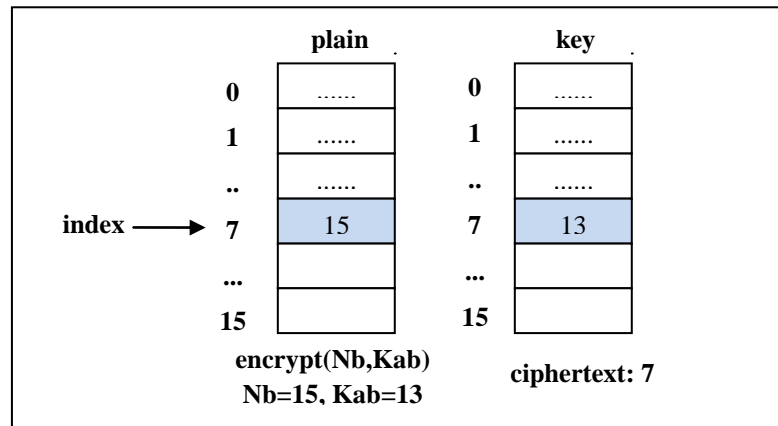 plain key
0 ...... 0 ......
1 ...... 1 ......
.. ...... .. ......
index 7 15 7 13
... ...
15 15
encrypt(Nb,Kab)
Nb=15, Kab=13
ciphertext: 7